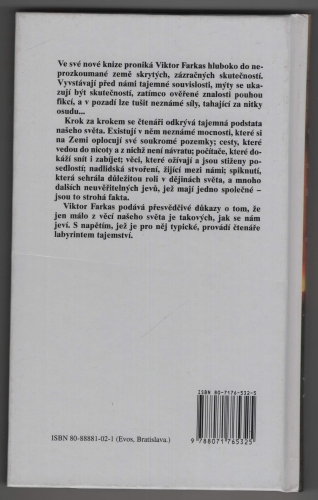 Ve své nové knize proniká Viktor Farkas hluboko do ne-
prozkoumané země skrytých, zázračných skutečností.
Vyvstávají před námi tajemné souvislosti, mýty se uka-
zují být skutečností, zatímco ověřené znalosti pouhou
fikcí, a v pozadí lze tušit neznámé síly, tahající za nitky
osudu...
Krok za krokem se čtenáři odkrývá tajemná podstata
našeho světa. Existují v něm neznámé mocnosti, které si
na Zemi oplocují své soukromé pozemky; cesty, které
vedou do nicoty a z nichž není návratu; počítače, které do-
káží snít i zabíjet; věci, které ožívají a jsou stiženy po-
sedlostí; nadlidská stvoření, žijící mezi námi; spiknutí,
která sehrála důležitou roli v dějinách světa, a mnoho
dalších neuvěřitelných jevů, jež mají jedno společné –
jsou to strohá fakta.
Viktor Farkas podává přesvědčivé důkazy o tom, že
jen málo z věcí našeho světa je takových, jak se nám
jeví. S napětím, jež je pro něj typické, provádí čtenáře
labyrintem tajemství.
ISBN 80-7176-532-5
9788071765325
ISBN 80-88881-02-1 (Evos, Bratislava.)